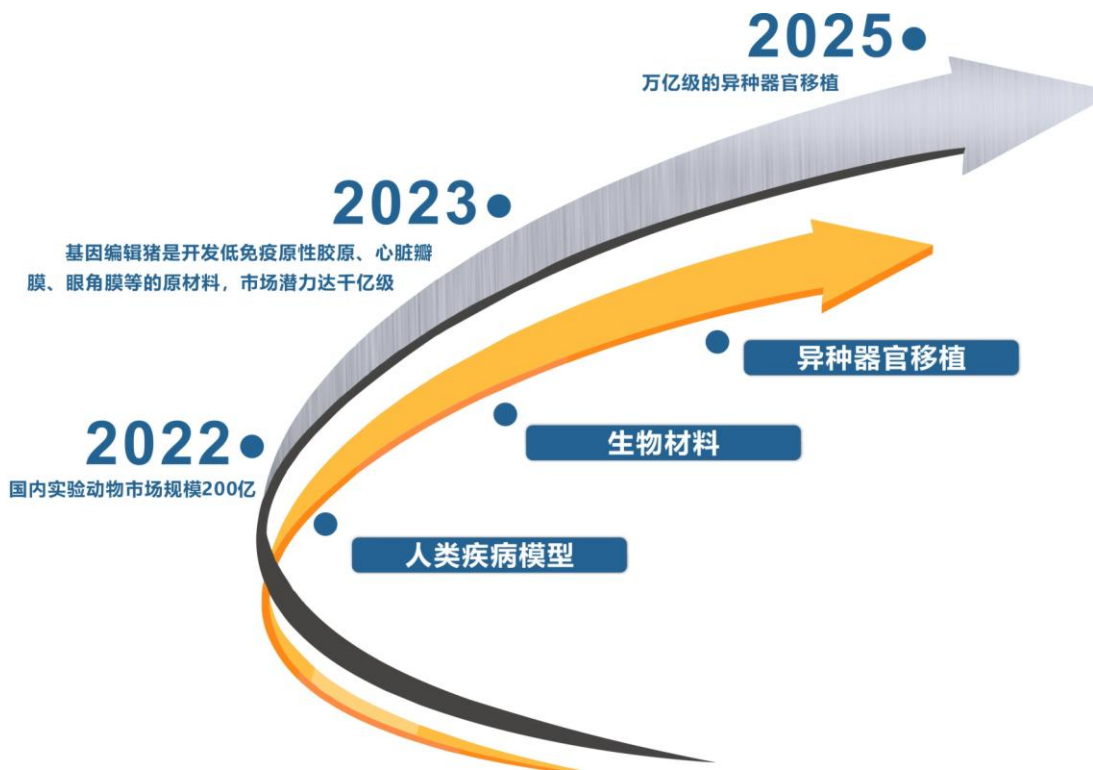 2025
万亿级的异种器官移植
2023
基因编辑猪是开发低免疫原性胶原、心脏瓣
膜、眼角膜等的原材料，市场潜力达千亿级
异种器官移植
生物材料
2022
国内实验动物市场规模200亿
人类疾病模型